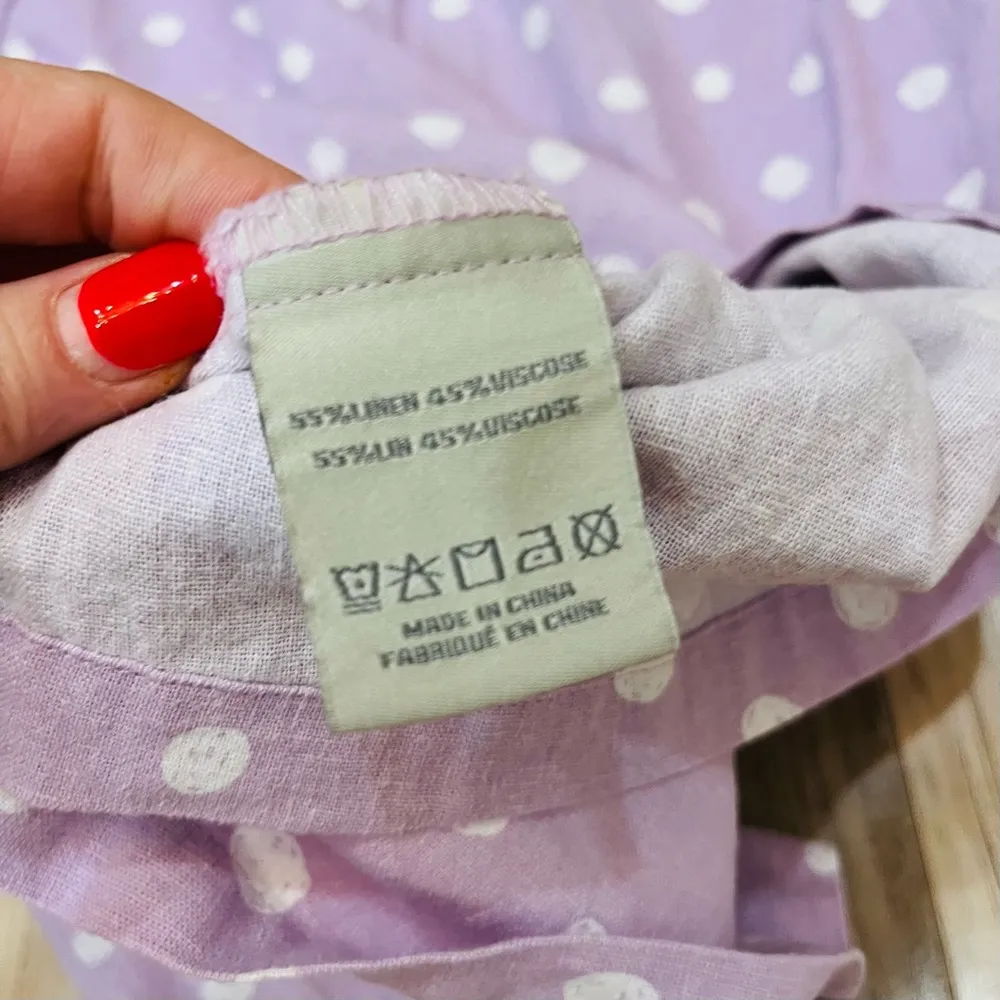 55%LINEN 45%VISCOSE
55%LIN 45%VISCOSE
MADE IN CHINA
FABRIQUÉ EN CHINE